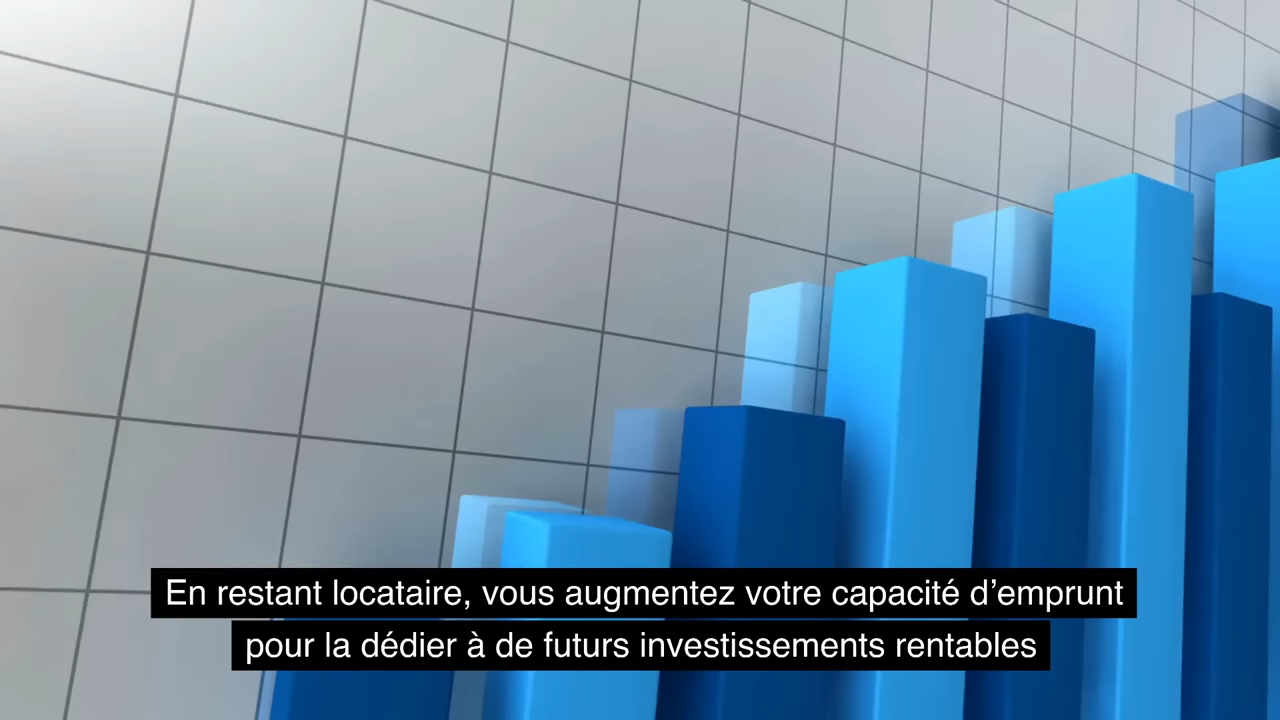 En restant locataire, vous augmentez votre capacité d’emprunt
pour la dédier à de futurs investissements rentables